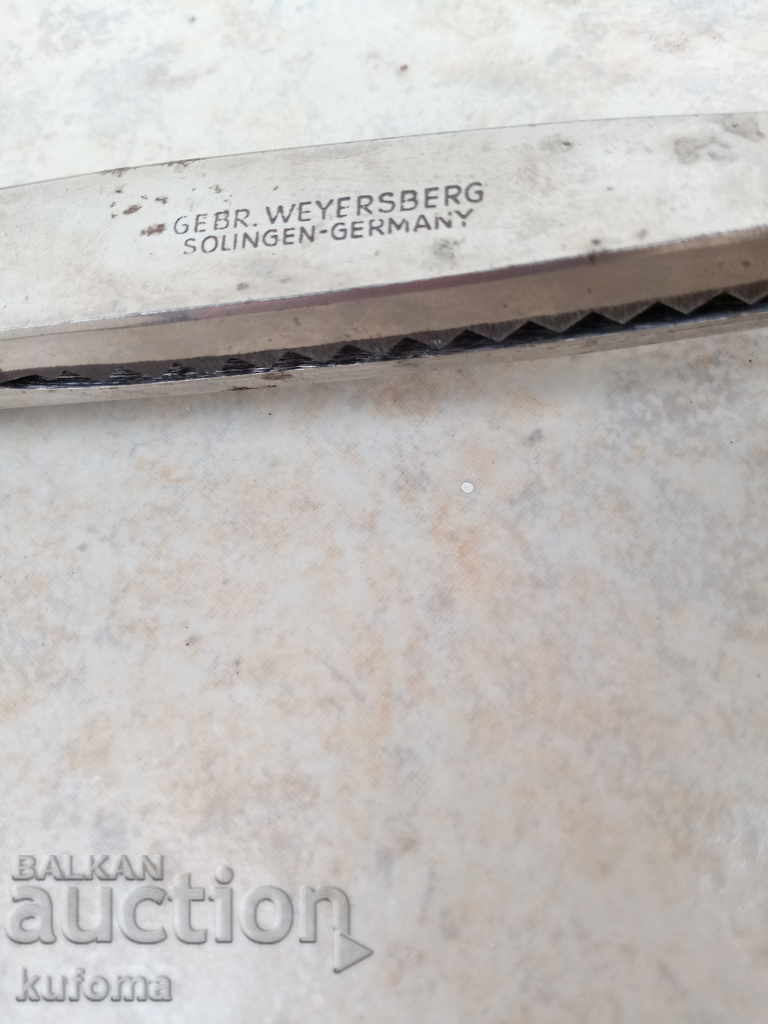 GEBR. WEYERSBERG
SOLINGEN-GERMANY
BALKAN
auction
kufoma